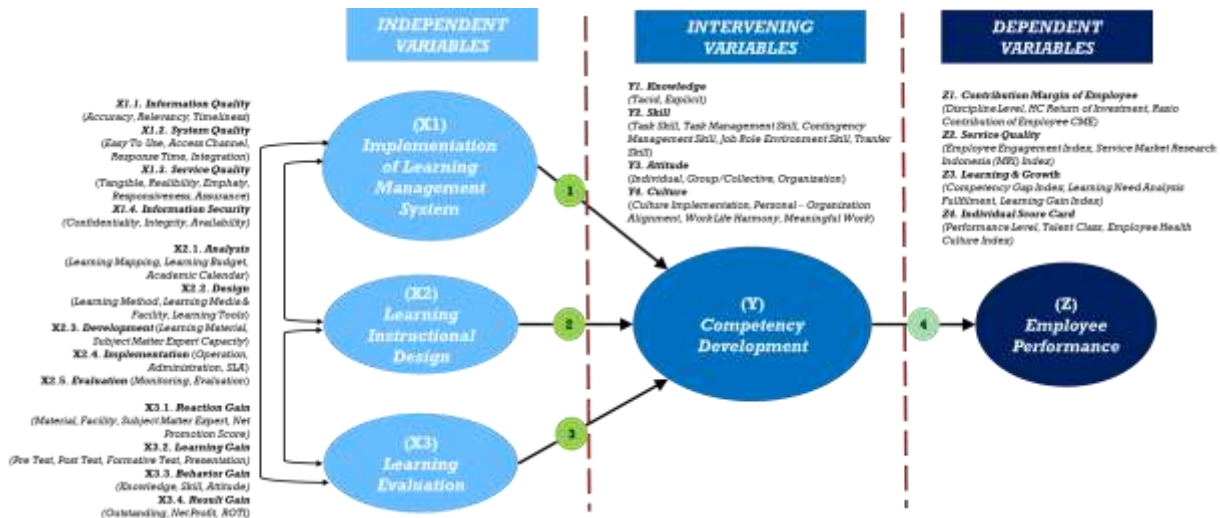 INDEPENDENT
VARIABLES
INTERVENING
VARIABLES
DEPENDENT
VARIABLES
X1.1. Information Quality
(Accuracy, Relevancy, Timeliness)
X1.2. System Quality
(Easy To Use, Access Channel,
Response Time, Integration)
X1.3. Service Quality
(Tangible, Realibility, Emphaty,
Responsiveness, Assurance)
X1.4. Information Security
(Confidentiality, Integrity, Availability)
X2.1. Analysis
(Learning Mapping, Learning Budget,
Academic Calendar)
X2.2. Design
(Learning Method, Learning Media &
Facility, Learning Tools)
X2.3. Development (Learning Material,
Subject Matter Expert Capacity)
X2.4. Implementation (Operation,
Administration, SLA)
X2.5. Evaluation (Monitoring, Evaluation)
X3.1. Reaction Gain
(Material, Facility, Subject Matter Expert, Net
Promotion Score)
X3.2. Learning Gain
(Pre Test, Post Test, Formative Test, Presentation)
X3.3. Behavior Gain
(Knowledge, Skill, Attitude)
X3.4. Result Gain
(Outstanding, Net Profit, ROTI)
(X1)
Implementation
of Learning
Management
System
(X2)
Learning
Instructional
Design
(X3)
Learning
Evaluation
1
2
3
Y1. Knowledge
(Tacid, Explicit)
Y2. Skill
(Task Skill, Task Management Skill, Contingency
Management Skill, Job Role Environment Skill, Tranfer
Skill)
Y3. Attitude
(Individual, Group/Collective, Organization)
Y4. Culture
(Culture Implementation, Personal – Organization
Alignment, Work Life Harmony, Meaningful Work)
(Y)
Competency
Development
4
Z1. Contribution Margin of Employee
(Discipline Level, HC Return of Investment, Rasio
Contribution of Employee CME)
Z2. Service Quality
(Employee Engagement Index, Service Market Research
Indonesia (MRI) Index)
Z3. Learning & Growth
(Competency Gap Index, Learning Need Analysis
Fulfilment, Learning Gain Index)
Z4. Individual Score Card
(Performance Level, Talent Class, Employee Health
Culture Index)
(Z)
Employee
Performance